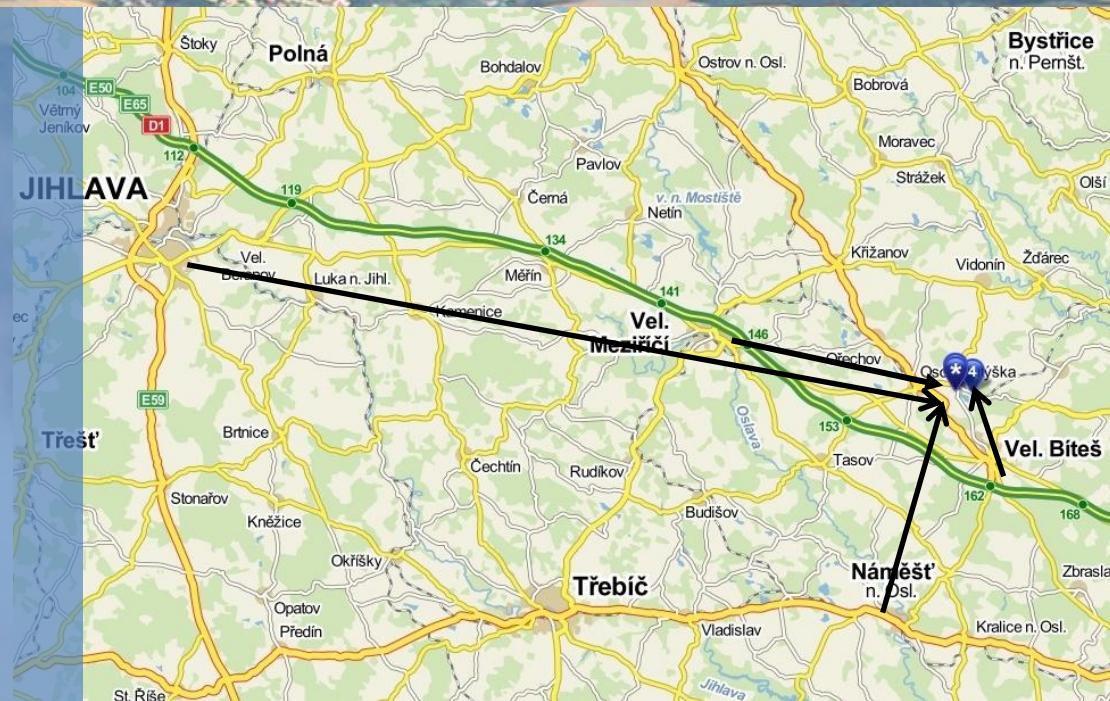 Štoky
Polná
Bohdalov
Ostrov n. Osl.
Bystřice
n. Pernšt.
104
E50
E65
D1
Větrný
Jeníkov
112
Bobrová
Moravec
Strážek
Olší
Pavlov
JIHLAVA
119
Černá
v. n. Mostiště
Netín
134
Vel.
Beranov
Luka n. Jihl.
Měřín
Křižanov
Vidonín
Žďárec
ec
Kamenice
141
Vel.
Meziříčí
146
Ořechov
*
4
E59
Oslava
153
Třešť
Brtnice
Čechtín
Rudíkov
Tasov
Vel. Bíteš
Stonařov
Kněžice
Budišov
162
168
Okříšky
Třebíč
Náměšť
n. Osl.
Zbrasla
Opatov
Předín
Vladislav
Kralice n. Osl.
St. Říše
Jihlava